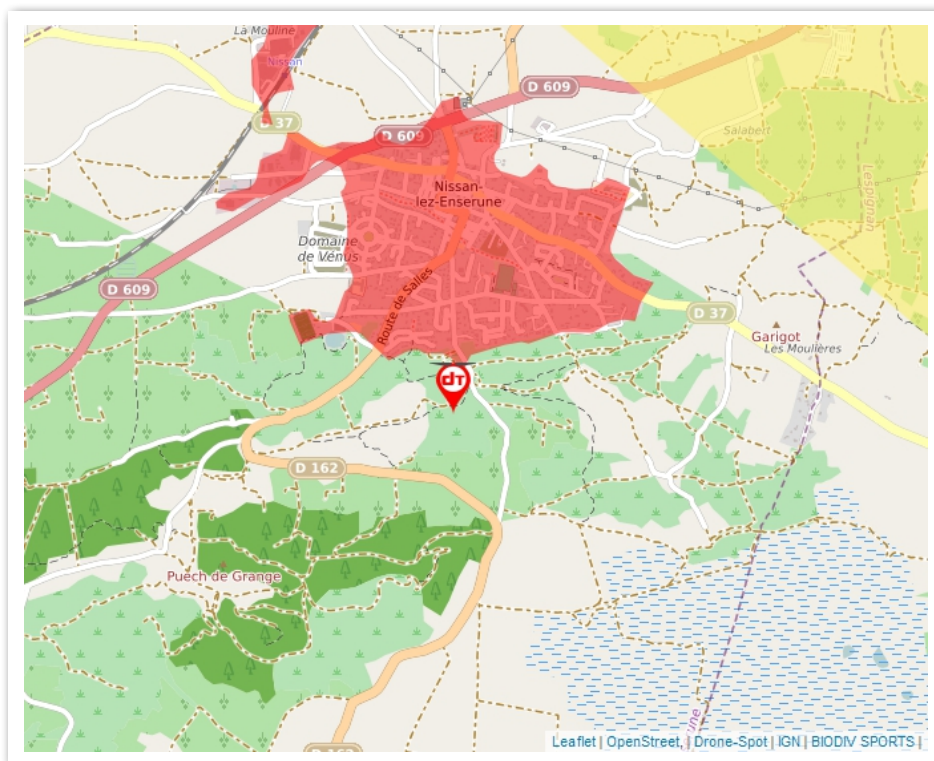 La Mouline
Nissan
D 609
D 37
D 609
Salabert
Nissan-
lez-Enserune
Lespignan
Domaine
de Vénus
D 609
Route de Salles
D 37
Garigot
Les Moulières
dT
D 162
Puech de Grange
D 162
Leaflet | OpenStreet, | Drone-Spot | IGN | BIODIV SPORTS |